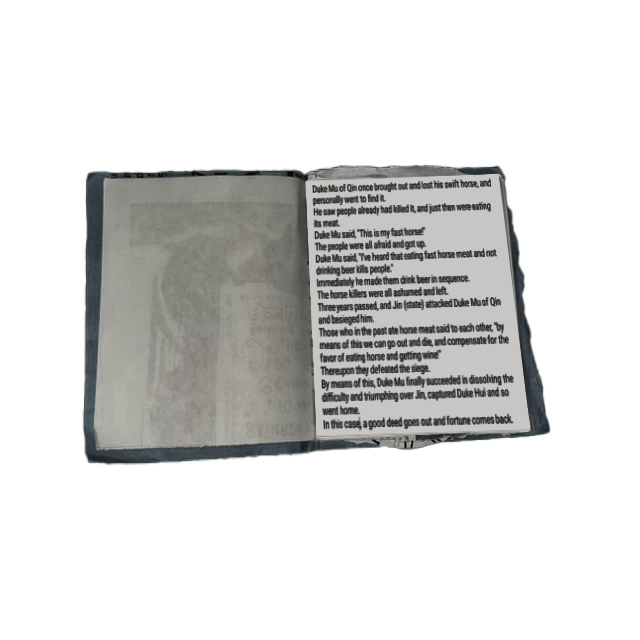 Duke Mu of Qin once brought out and lost his swift horse, and
personally went to find it.
He saw people already had killed it, and just then were eating
its meat.
Duke Mu said, "This is my fast horse!"
The people were all afraid and got up.
Duke Mu said, "I've heard that eating fast horse meat and not
drinking beer kills people."
Immediately he made them drink beer in sequence.
The horse killers were all ashamed and left.
Three years passed, and Jin (state) attacked Duke Mu of Qin
and besieged him.
Those who in the past ate horse meat said to each other, "by
means of this we can go out and die, and compensate for the
favor of eating horse and getting wine!"
Thereupon they defeated the siege.
By means of this, Duke Mu finally succeeded in dissolving the
difficulty and triumphing over Jin, captured Duke Hui and so
went home.
In this case, a good deed goes out and fortune comes back.